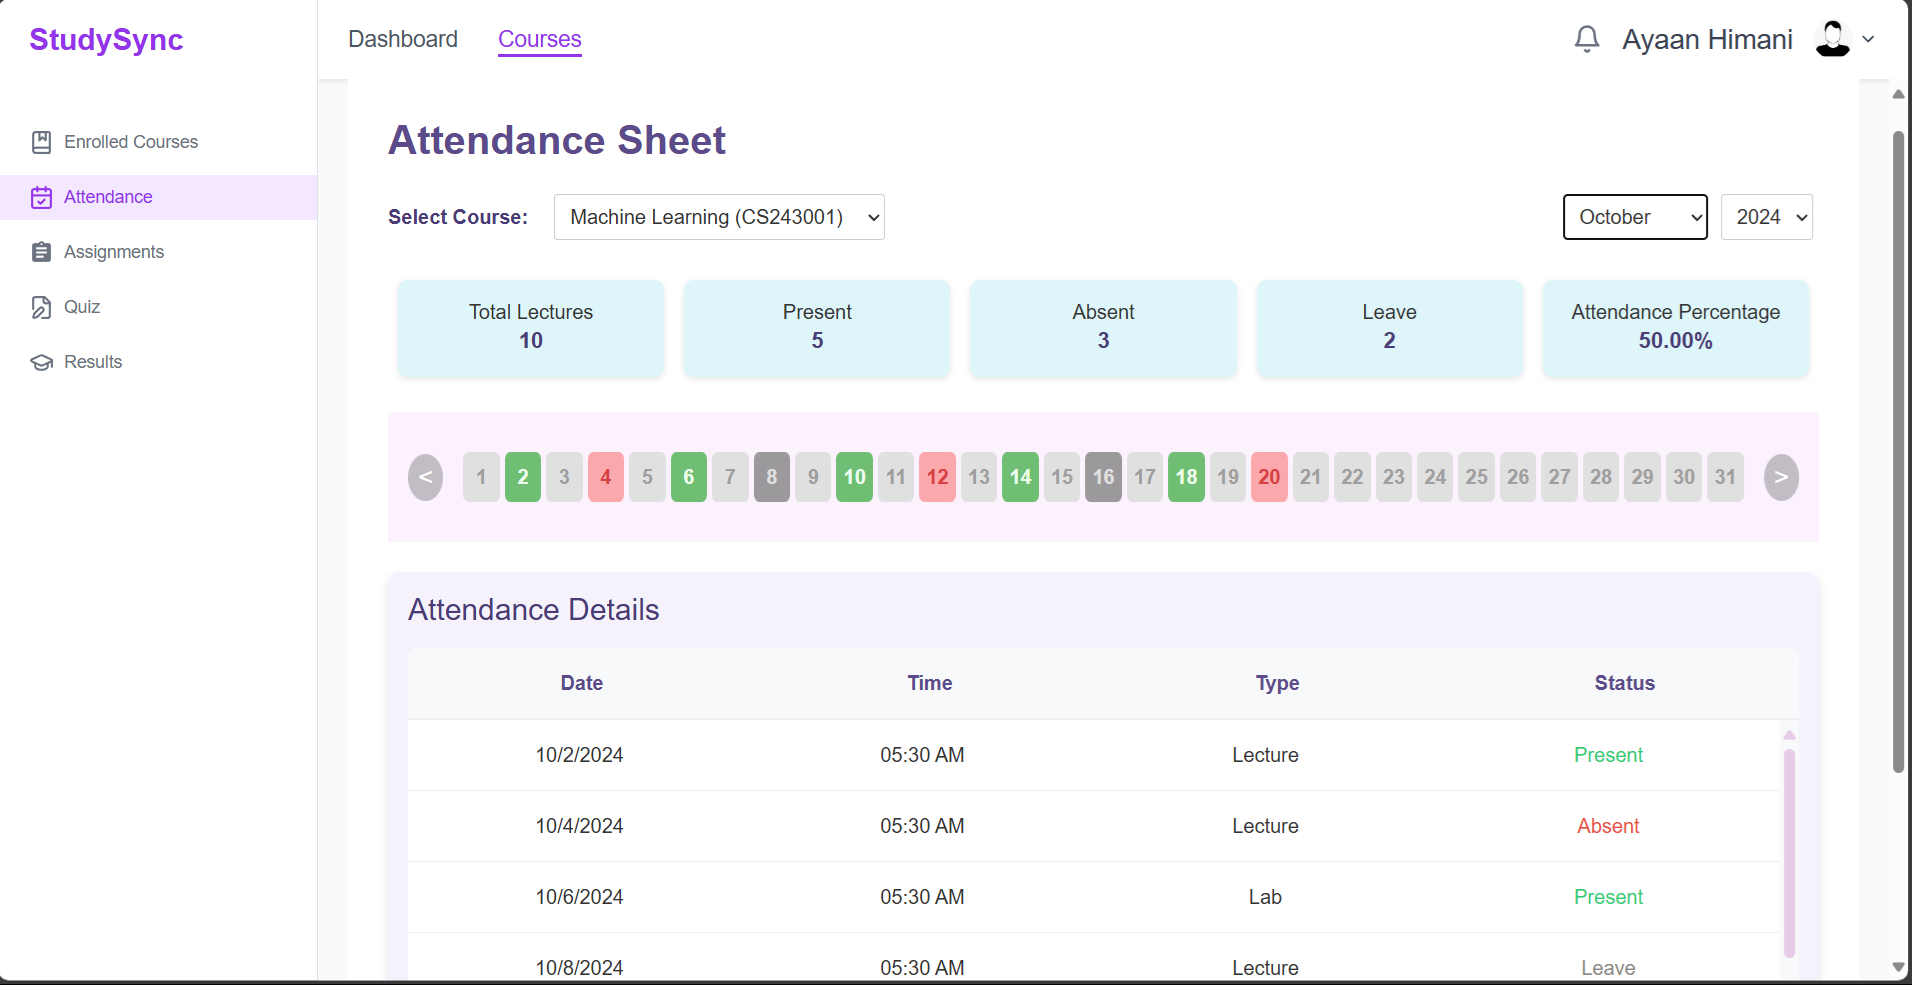 StudySync
Dashboard Courses
Ayaan Himani
Enrolled Courses
Attendance
Assignments
Quiz
Results
Attendance Sheet
Select Course: Machine Learning (CS243001) October 2024
Total Lectures
10
Present
5
Absent
3
Leave
2
Attendance Percentage
50.00%
< 1 2 3 4 5 6 7 8 9 10 11 12 13 14 15 16 17 18 19 20 21 22 23 24 25 26 27 28 29 30 31 >
Attendance Details
Date Time Type Status
10/2/2024 05:30 AM Lecture Present
10/4/2024 05:30 AM Lecture Absent
10/6/2024 05:30 AM Lab Present
10/8/2024 05:30 AM Lecture Leave